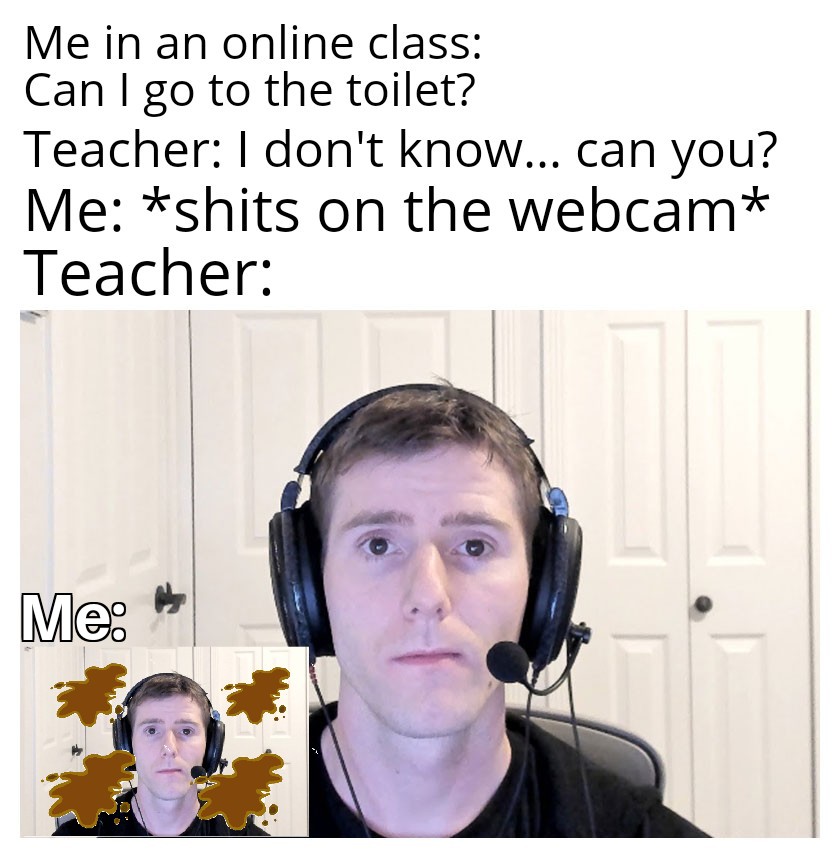 Me in an online class:
Can I go to the toilet?
Teacher: I don't know... can you?
Me: *shits on the webcam*
Teacher:
Me: